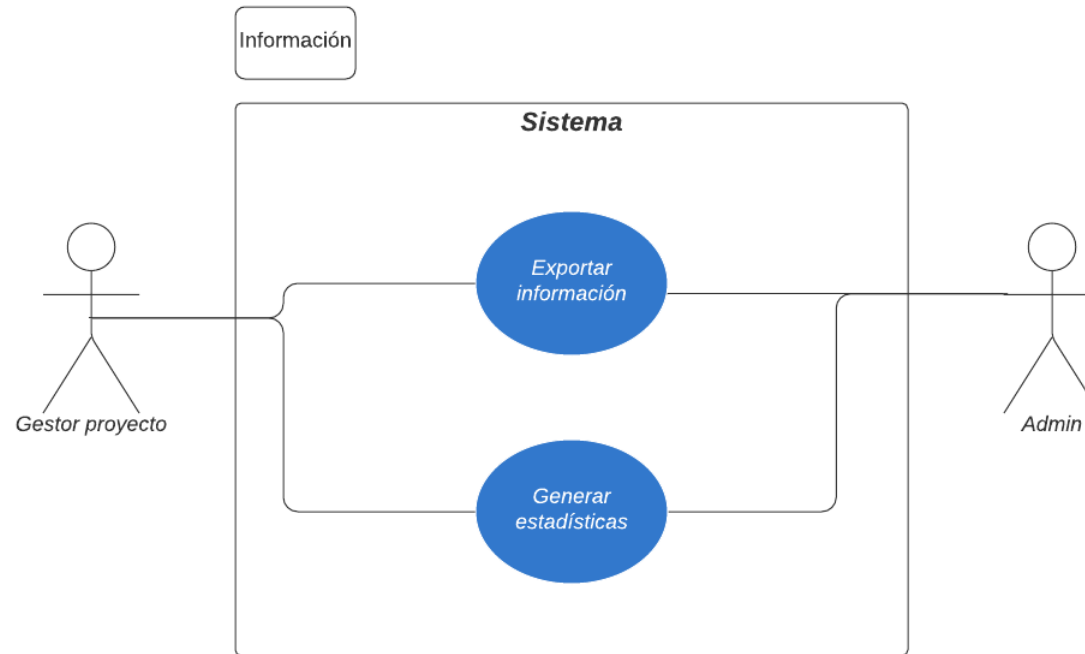 Información
Sistema
Exportar
información
Gestor proyecto
Admin
Generar
estadísticas